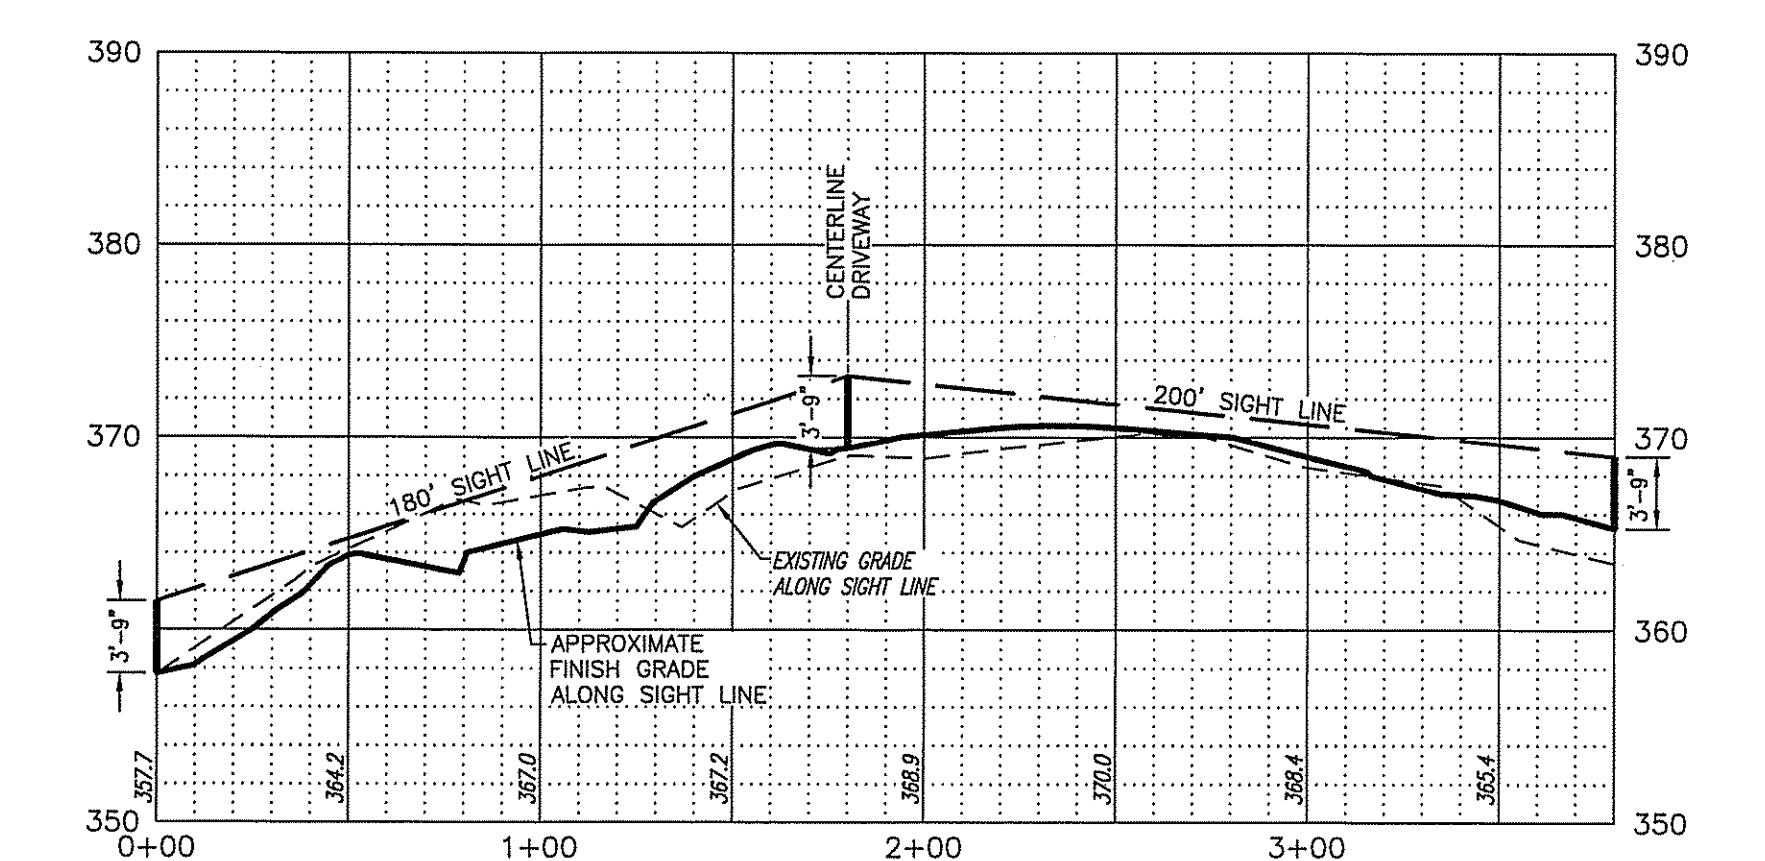 390
390
CENTERLINE
DRIVEWAY
380
380
3'-9"
200' SIGHT LINE
370
370
180' SIGHT LINE
3'-9"
EXISTING GRADE
ALONG SIGHT LINE
3'-9"
360
APPROXIMATE
FINISH GRADE
ALONG SIGHT LINE
357.7
364.2
367.0
367.2
368.9
370.0
368.4
365.4
350
350
0+00
1+00
2+00
3+00